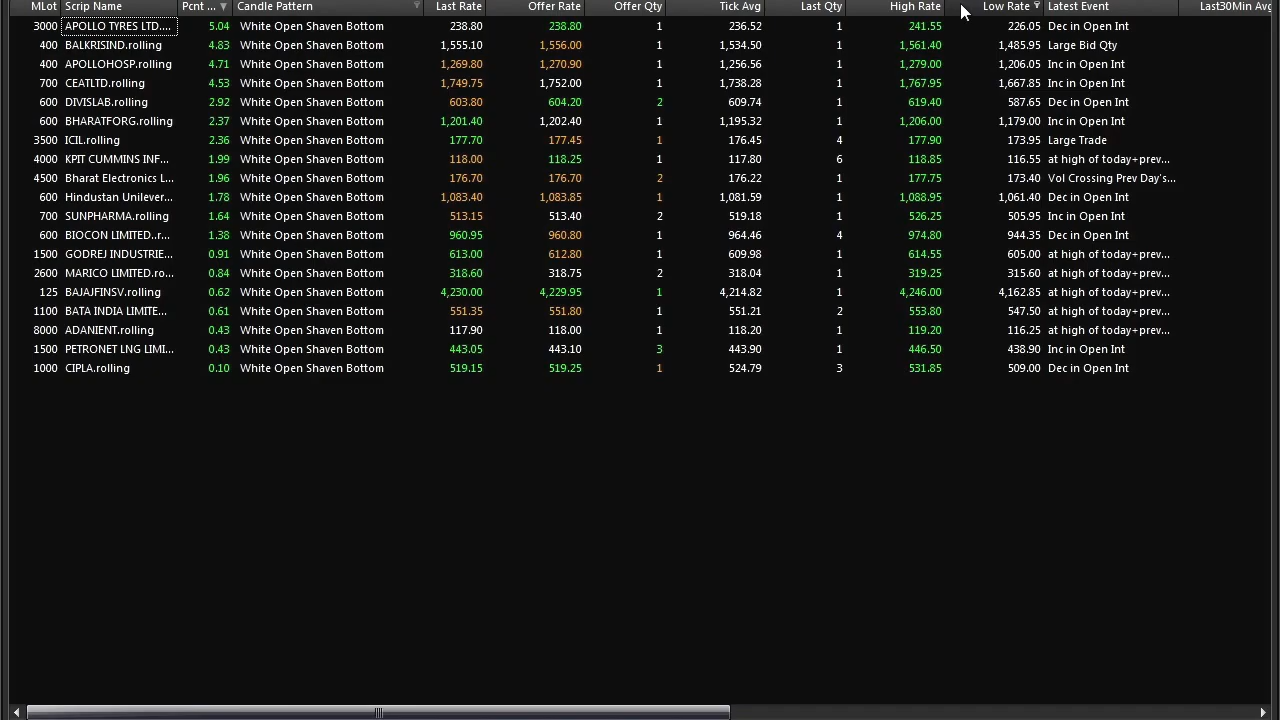 MLot Scrip Name Pcnt ... Candle Pattern Last Rate Offer Rate Offer Qty Tick Avg Last Qty High Rate Low Rate Latest Event Last30Min Avg
3000 APOLLO TYRES LTD.... 5.04 White Open Shaven Bottom 238.80 238.80 1 236.52 1 241.55 226.05 Dec in Open Int
400 BALKRISIND.rolling 4.83 White Open Shaven Bottom 1,555.10 1,556.00 1 1,534.50 1 1,561.40 1,485.95 Large Bid Qty
400 APOLLOHOSP.rolling 4.71 White Open Shaven Bottom 1,269.80 1,270.90 1 1,256.56 1 1,279.00 1,206.05 Inc in Open Int
700 CEATLTD.rolling 4.53 White Open Shaven Bottom 1,749.75 1,752.00 1 1,738.28 1 1,767.95 1,667.85 Inc in Open Int
600 DIVISLAB.rolling 2.92 White Open Shaven Bottom 603.80 604.20 2 609.74 1 619.40 587.65 Dec in Open Int
600 BHARATFORG.rolling 2.37 White Open Shaven Bottom 1,201.40 1,202.40 1 1,195.32 1 1,206.00 1,179.00 Inc in Open Int
3500 ICIL.rolling 2.36 White Open Shaven Bottom 177.70 177.45 1 176.45 4 177.90 173.95 Large Trade
4000 KPIT CUMMINS INF... 1.99 White Open Shaven Bottom 118.00 118.25 1 117.80 6 118.85 116.55 at high of today+prev...
4500 Bharat Electronics L... 1.96 White Open Shaven Bottom 176.70 176.70 2 176.22 1 177.75 173.40 Vol Crossing Prev Day's...
600 Hindustan Unilever... 1.78 White Open Shaven Bottom 1,083.40 1,083.85 1 1,081.59 1 1,088.95 1,061.40 Dec in Open Int
700 SUNPHARMA.rolling 1.64 White Open Shaven Bottom 513.15 513.40 2 519.18 1 526.25 505.95 Inc in Open Int
600 BIOCON LIMITED..r... 1.38 White Open Shaven Bottom 960.95 960.80 1 964.46 4 974.80 944.35 Dec in Open Int
1500 GODREJ INDUSTRIE... 0.91 White Open Shaven Bottom 613.00 612.80 1 609.98 1 614.55 605.00 at high of today+prev...
2600 MARICO LIMITED.ro... 0.84 White Open Shaven Bottom 318.60 318.75 2 318.04 1 319.25 315.60 at high of today+prev...
125 BAJAJFINSV.rolling 0.62 White Open Shaven Bottom 4,230.00 4,229.95 1 4,214.82 1 4,246.00 4,162.85 at high of today+prev...
1100 BATA INDIA LIMITE... 0.61 White Open Shaven Bottom 551.35 551.80 1 551.21 2 553.80 547.50 at high of today+prev...
8000 ADANIENT.rolling 0.43 White Open Shaven Bottom 117.90 118.00 1 118.20 1 119.20 116.25 at high of today+prev...
1500 PETRONET LNG LIMI... 0.43 White Open Shaven Bottom 443.05 443.10 3 443.90 1 446.50 438.90 Inc in Open Int
1000 CIPLA.rolling 0.10 White Open Shaven Bottom 519.15 519.25 1 524.79 3 531.85 509.00 Dec in Open Int